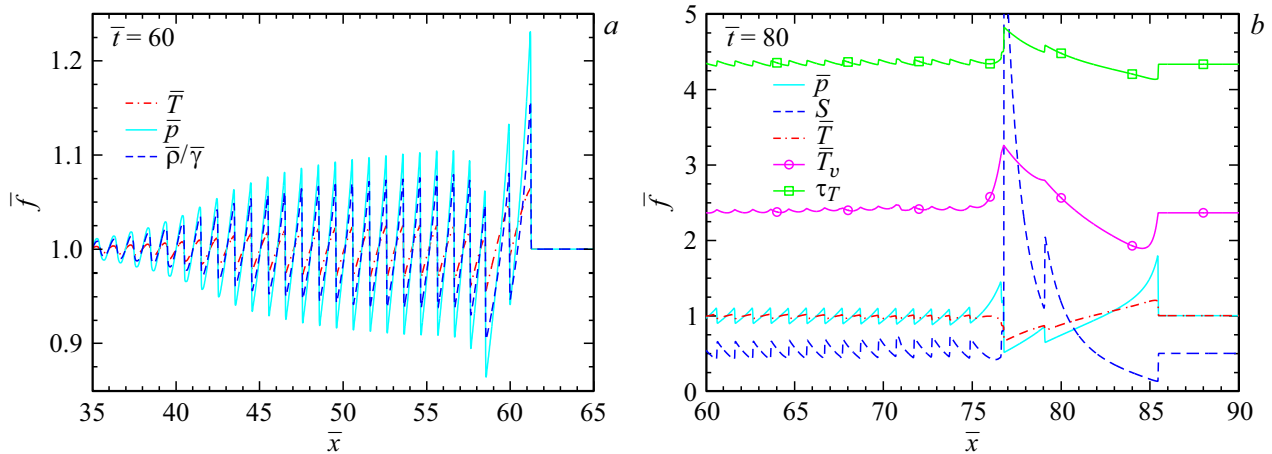 t̅ = 60
a
1.2
1.1
1.0
0.9
T̅
p̅
ρ̅/γ̅
f̅
35 40 45 50 55 60 65
x̅
t̅ = 80
b
5
4
3
2
1
0
p̅
S
T̅
T̅ᵥ
τ_T
f̅
60 65 70 75 80 85 90
x̅